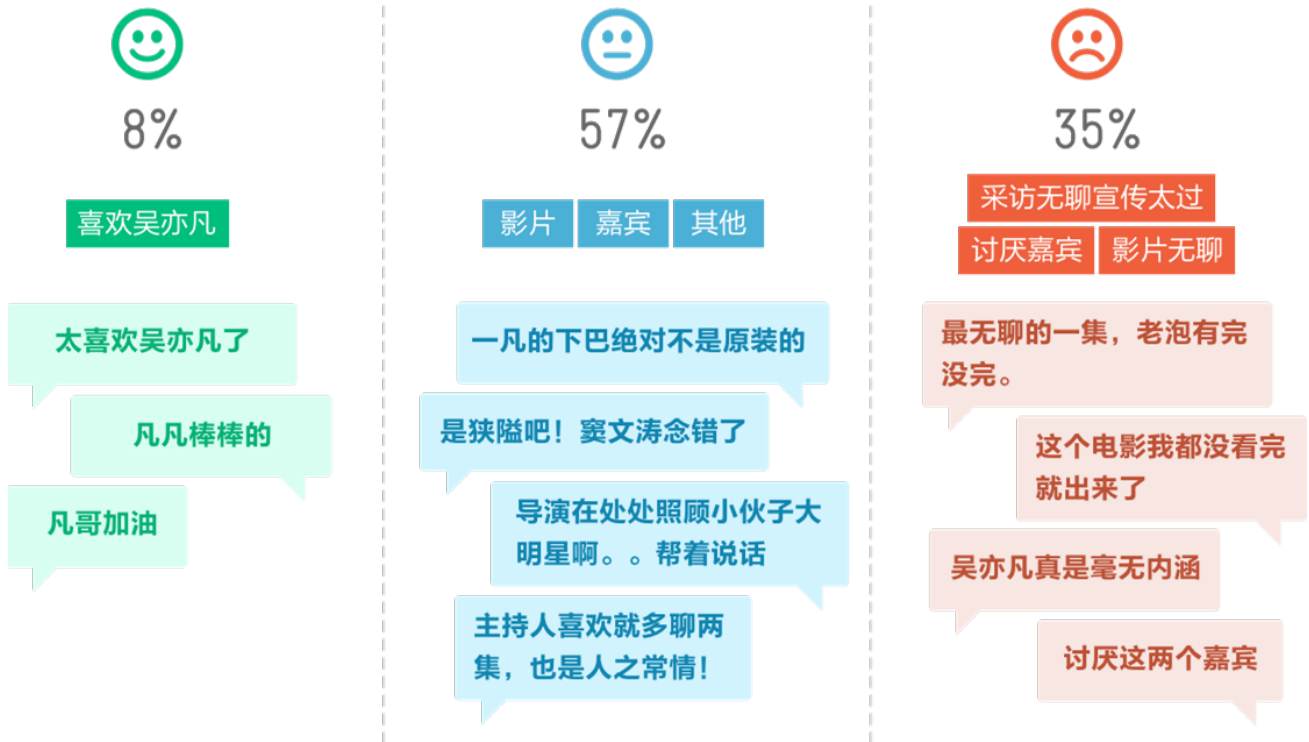 8%
喜欢吴亦凡
太喜欢吴亦凡了
凡凡棒棒的
凡哥加油
57%
影片 嘉宾 其他
一凡的下巴绝对不是原装的
是狭隘吧！窦文涛念错了
导演在处处照顾小伙子大
明星啊。。帮着说话
主持人喜欢就多聊两
集，也是人之常情！
35%
采访无聊宣传太过
讨厌嘉宾 影片无聊
最无聊的一集，老泡有完
没完。
这个电影我都没看完
就出来了
吴亦凡真是毫无内涵
讨厌这两个嘉宾